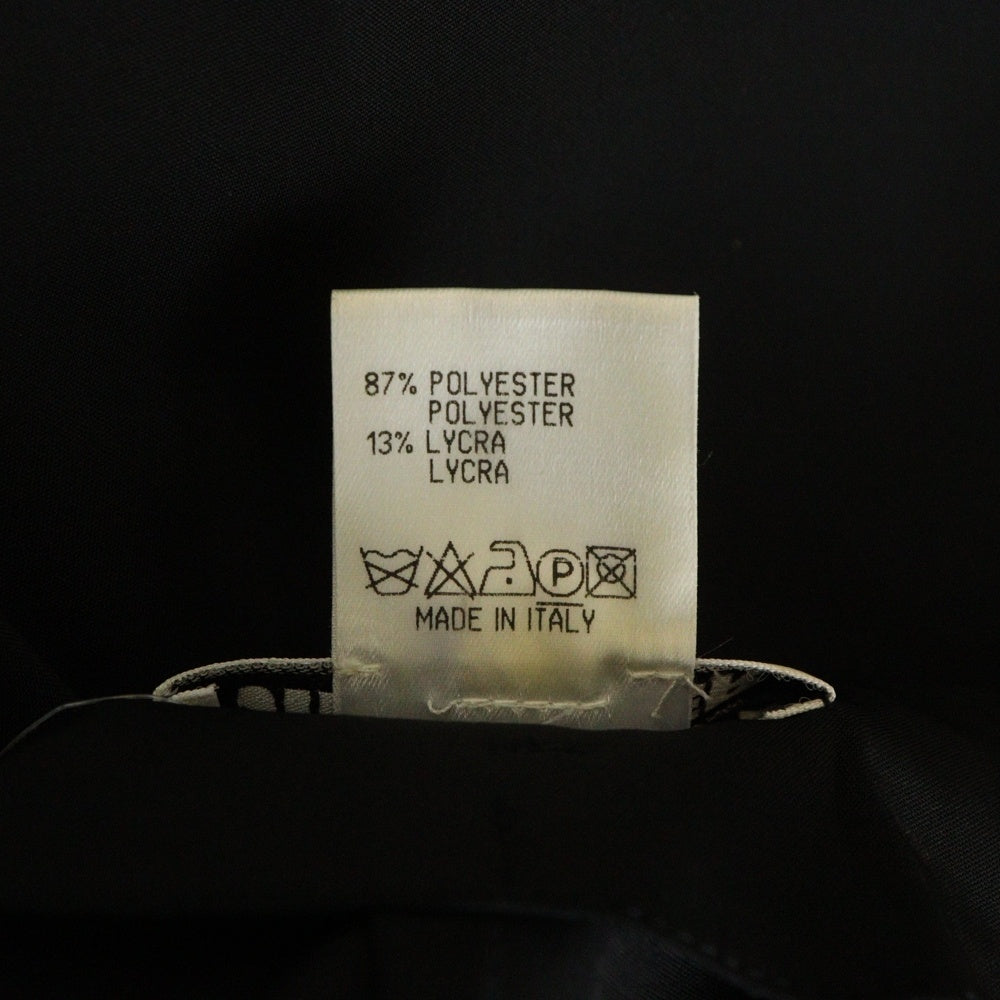 87% POLYESTER
POLYESTER
13% LYCRA
LYCRA
P
MADE IN ITALY